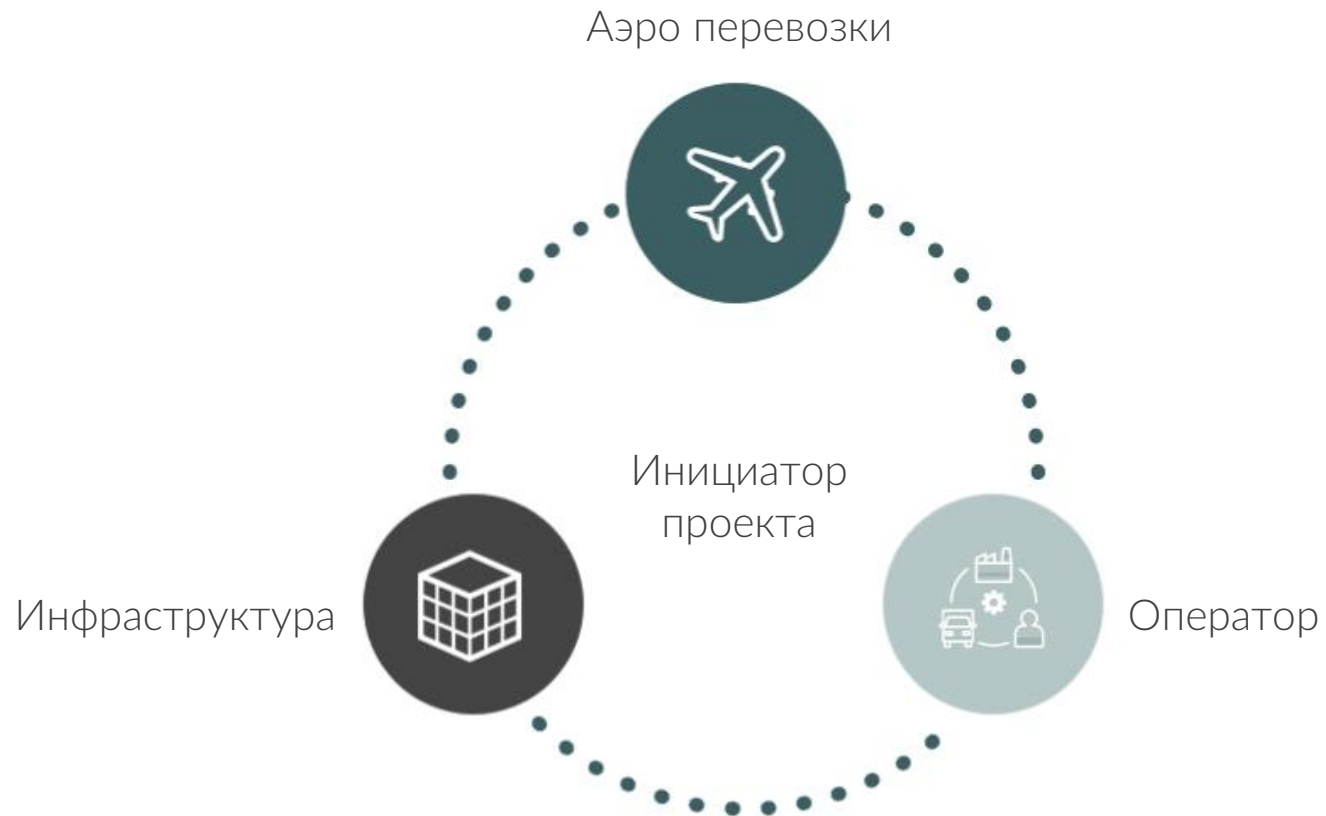 Аэро перевозки
Инициатор
проекта
Инфраструктура
Оператор